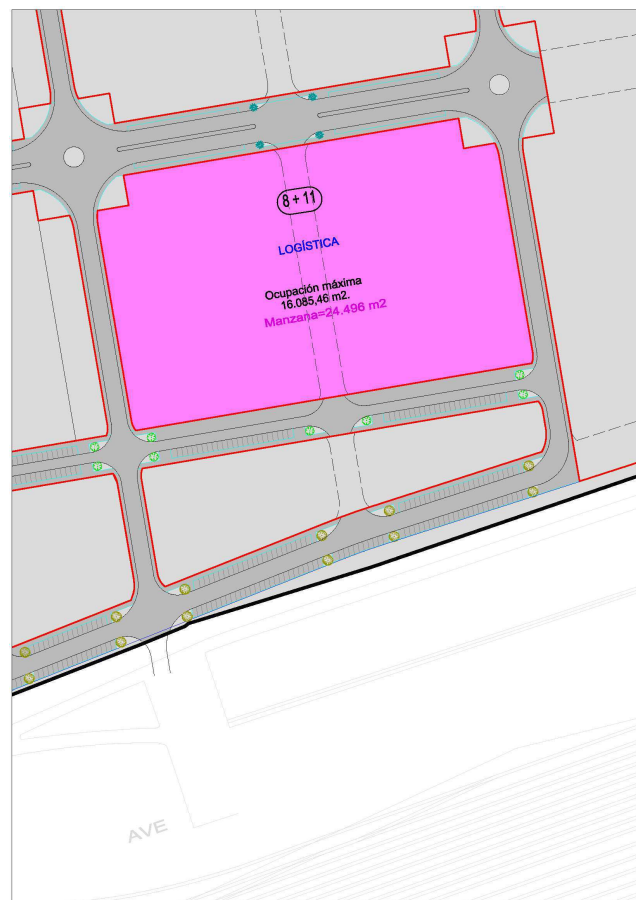 8 + 11
LOGÍSTICA
Ocupación máxima
16.085,46 m2.
Manzana=24.496 m2
AVE